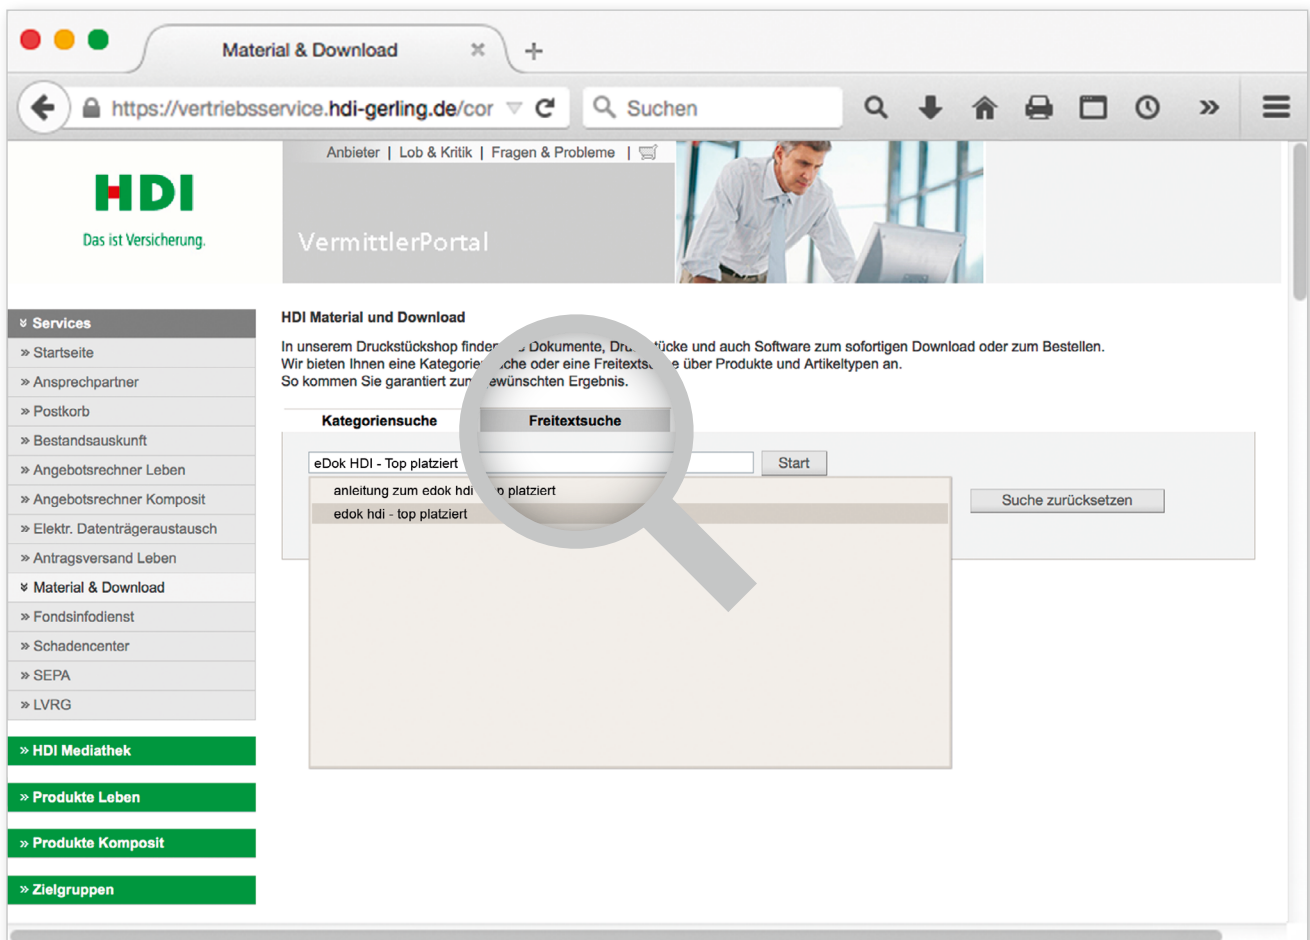 Material & Download
https://vertriebsservice.hdi-gerling.de/cor
Suchen
Anbieter | Lob & Kritik | Fragen & Probleme |
HDI
Das ist Versicherung.
VermittlerPortal
Services
Startseite
Ansprechpartner
Postkorb
Bestandsauskunft
Angebotsrechner Leben
Angebotsrechner Komposit
Elektr. Datenträgeraustausch
Antragsversand Leben
Material & Download
Fondsinfodienst
Schadencenter
SEPA
LVRG
HDI Mediathek
Produkte Leben
Produkte Komposit
Zielgruppen
HDI Material und Download
In unserem Druckstückshop finden Dokumente, Druckstücke und auch Software zum sofortigen Download oder zum Bestellen.
Wir bieten Ihnen eine Kategoriensuche oder eine Freitextsuche über Produkte und Artikeltypen an.
So kommen Sie garantiert zum gewünschten Ergebnis.
Kategoriensuche
Freitextsuche
eDok HDI - Top platziert
Start
anleitung zum edok hdi - top platziert
edok hdi - top platziert
Suche zurücksetzen